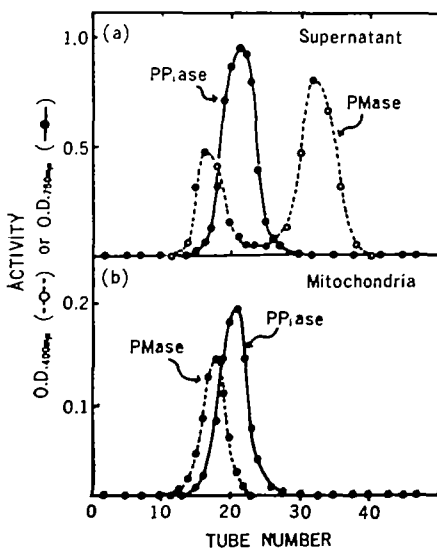 (a)
Supernatant
PPiase
PMase
1.0
0.5
ACTIVITY
O.D.400mμ (--o--) or O.D.750mμ (—●—)
(b)
Mitochondria
PMase
PPiase
0.2
0.1
0 10 20 30 40
TUBE NUMBER